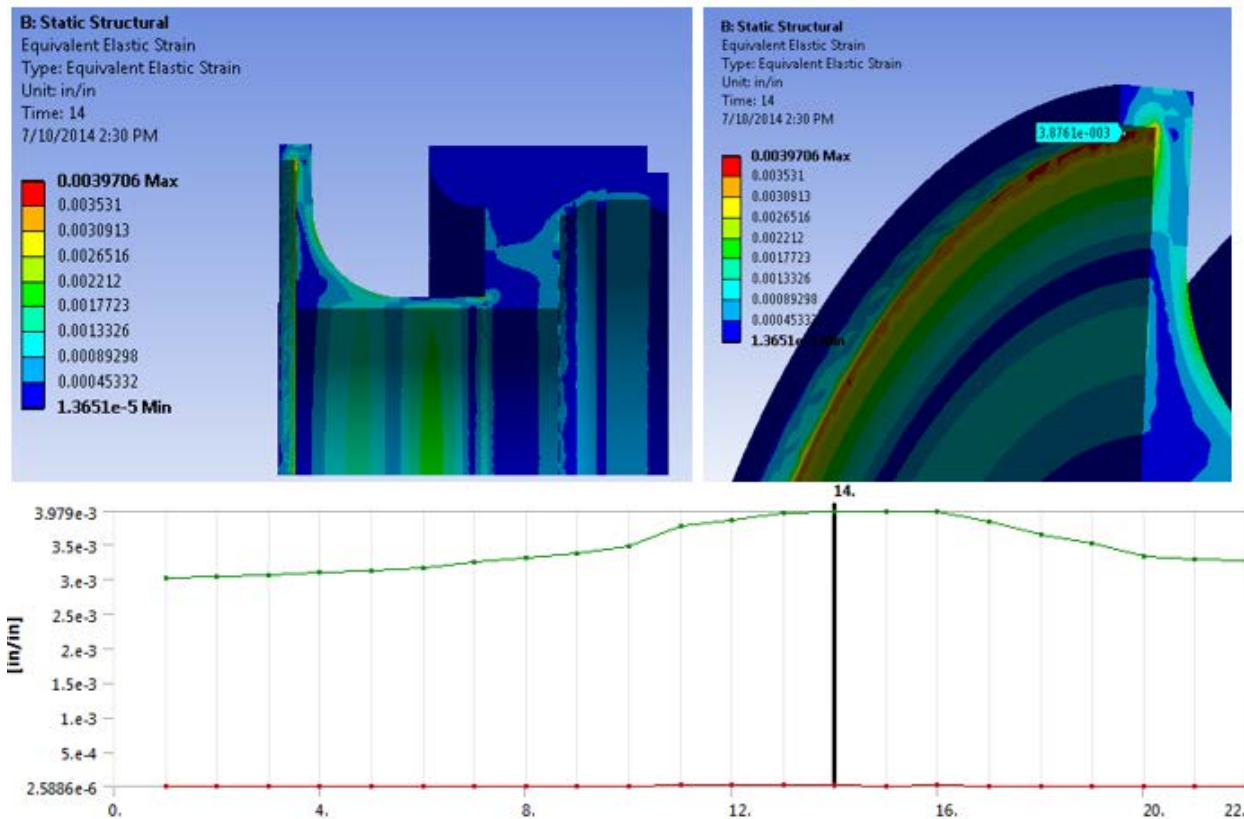 B: Static Structural
Equivalent Elastic Strain
Type: Equivalent Elastic Strain
Unit: in/in
Time: 14
7/18/2014 2:30 PM
0.0039706 Max
0.003531
0.0030913
0.0026516
0.002212
0.0017723
0.0013326
0.00089298
0.00045332
1.3651e-5 Min
B: Static Structural
Equivalent Elastic Strain
Type: Equivalent Elastic Strain
Unit: in/in
Time: 14
7/18/2014 2:30 PM
3.8761e-003
0.0039706 Max
0.003531
0.0030913
0.0026516
0.002212
0.0017723
0.0013326
0.00089298
0.00045332
14.
3.979e-3
3.5e-3
3.e-3
2.5e-3
2.e-3
1.5e-3
1.e-3
5.e-4
2.5886e-6
[in/in]
0. 4. 8. 12. 16. 20. 22.